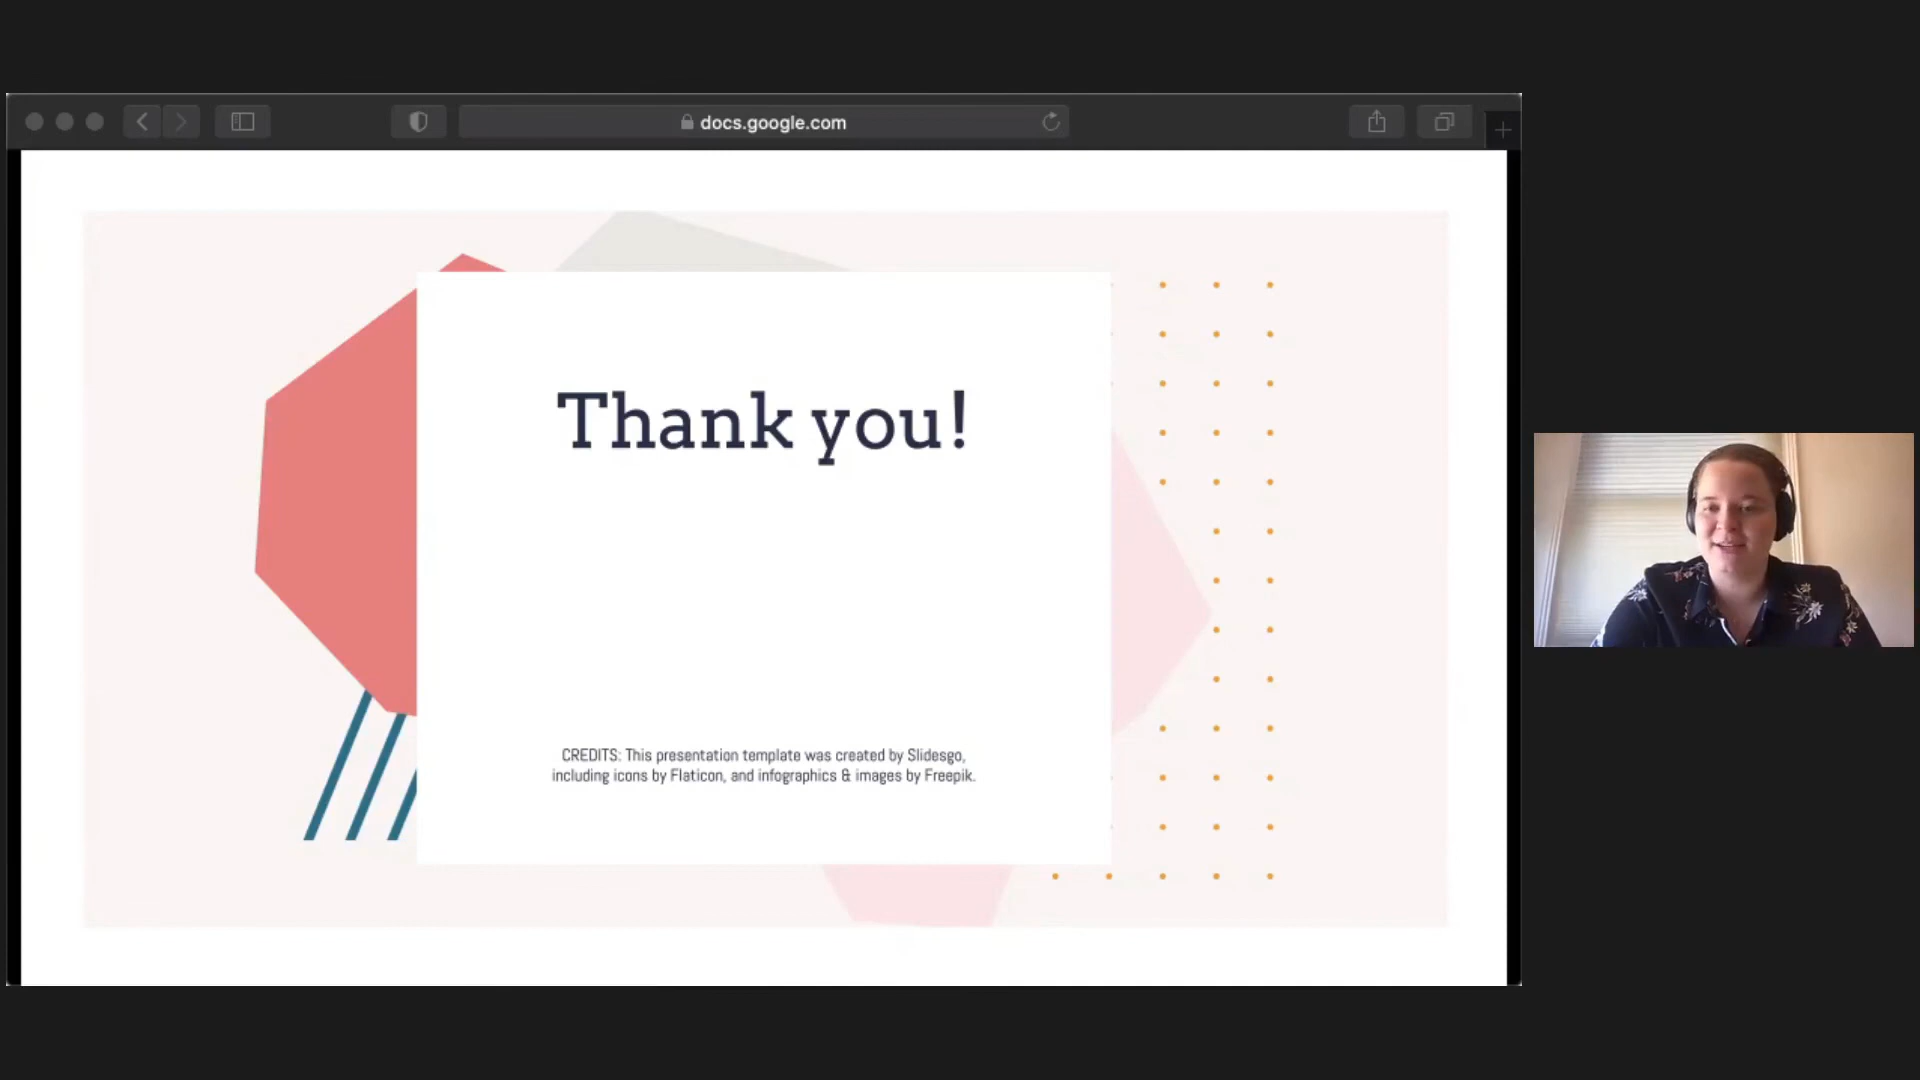 docs.google.com
Thank you!
CREDITS: This presentation template was created by Slidesgo,
including icons by Flaticon, and infographics & images by Freepik.